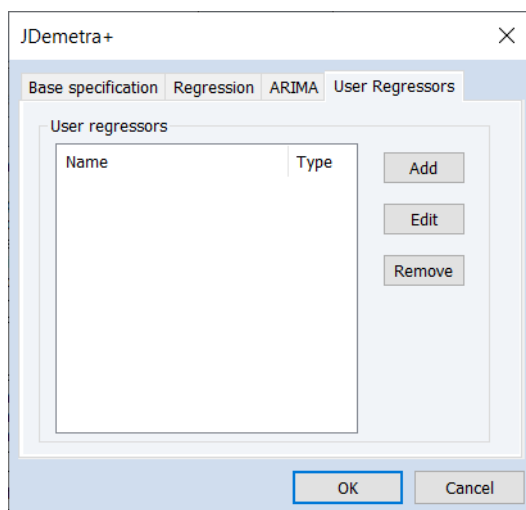 JDemetra+
Base specification Regression ARIMA User Regressors
User regressors
Name Type
Add
Edit
Remove
OK Cancel